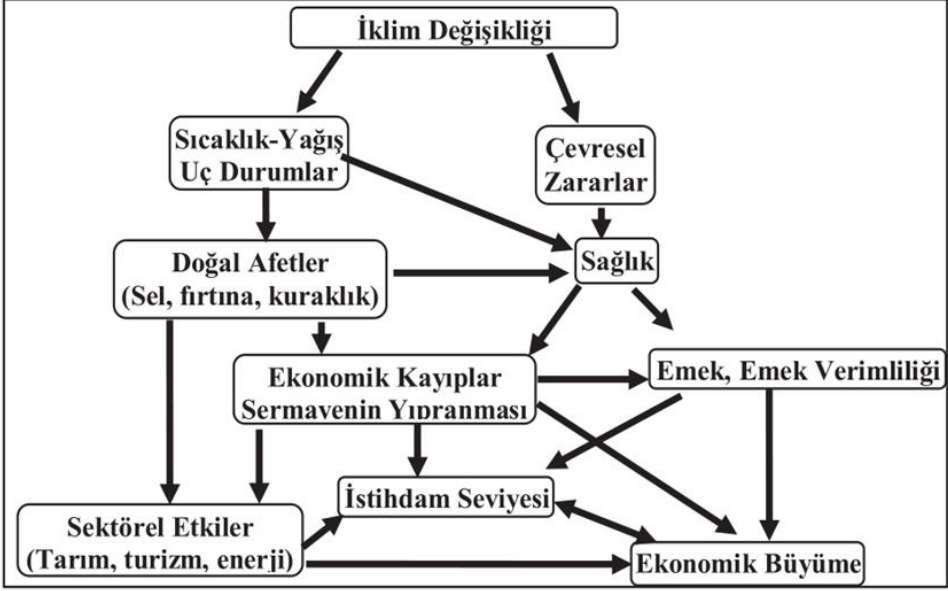 İklim Değişikliği
Sıcaklık-Yağış
Uç Durumlar
Çevresel
Zararlar
Doğal Afetler
(Sel, fırtına, kuraklık)
Sağlık
Ekonomik Kayıplar
Sermayenin Yıpranması
Emek, Emek Verimliliği
İstihdam Seviyesi
Sektörel Etkiler
(Tarım, turizm, enerji)
Ekonomik Büyüme